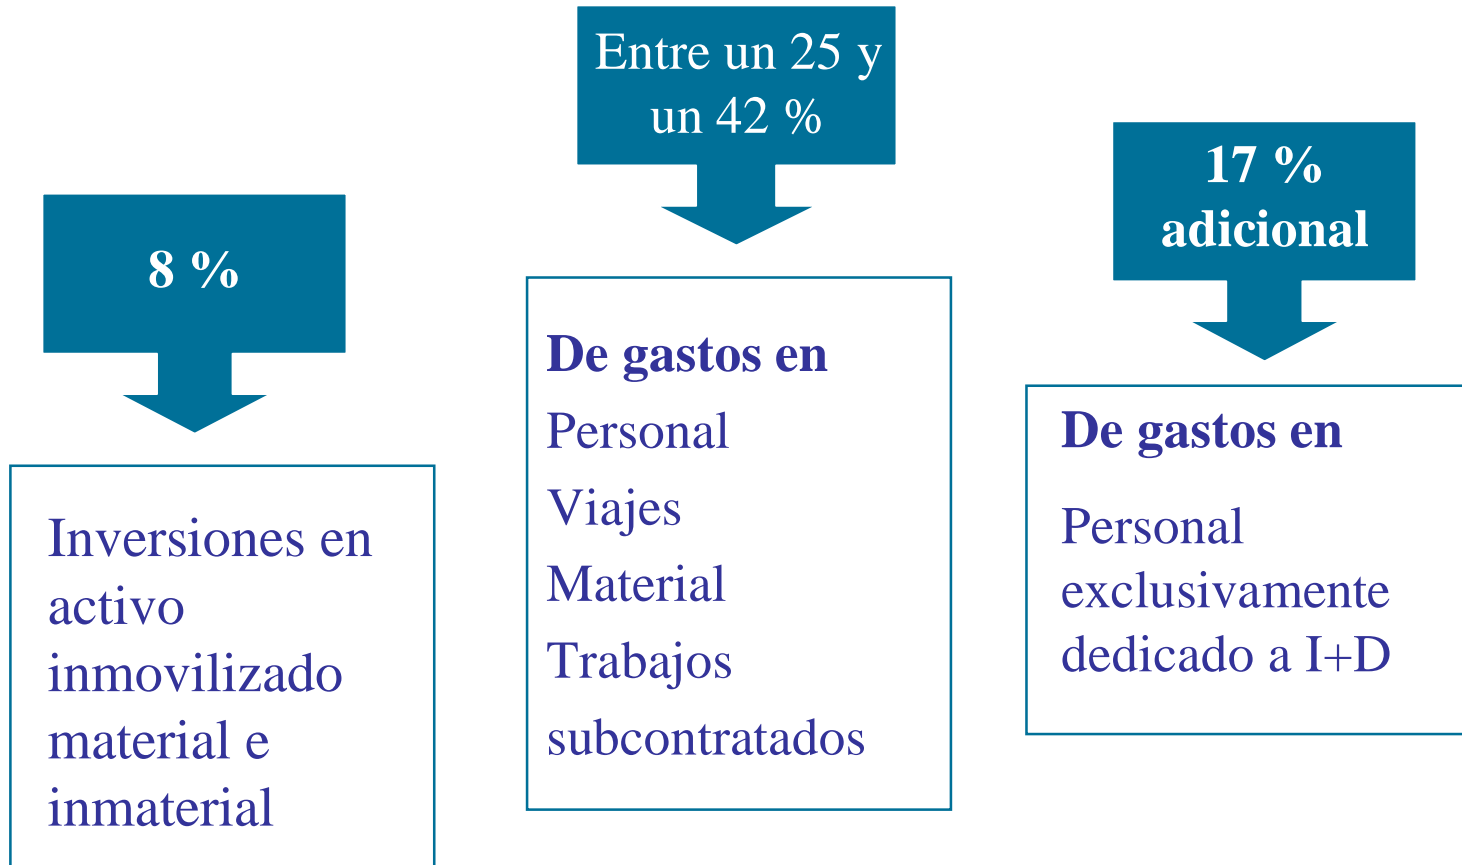 8 %
Inversiones en
activo
inmovilizado
material e
inmaterial
Entre un 25 y
un 42 %
De gastos en
Personal
Viajes
Material
Trabajos
subcontratados
17 %
adicional
De gastos en
Personal
exclusivamente
dedicado a I+D